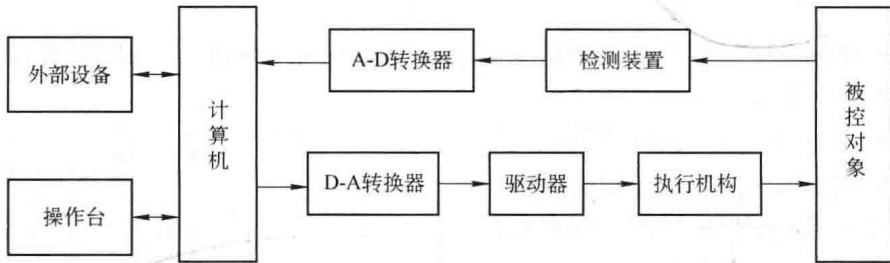 外部设备
操作台
计算机
A-D转换器
检测装置
D-A转换器
驱动器
执行机构
被控对象